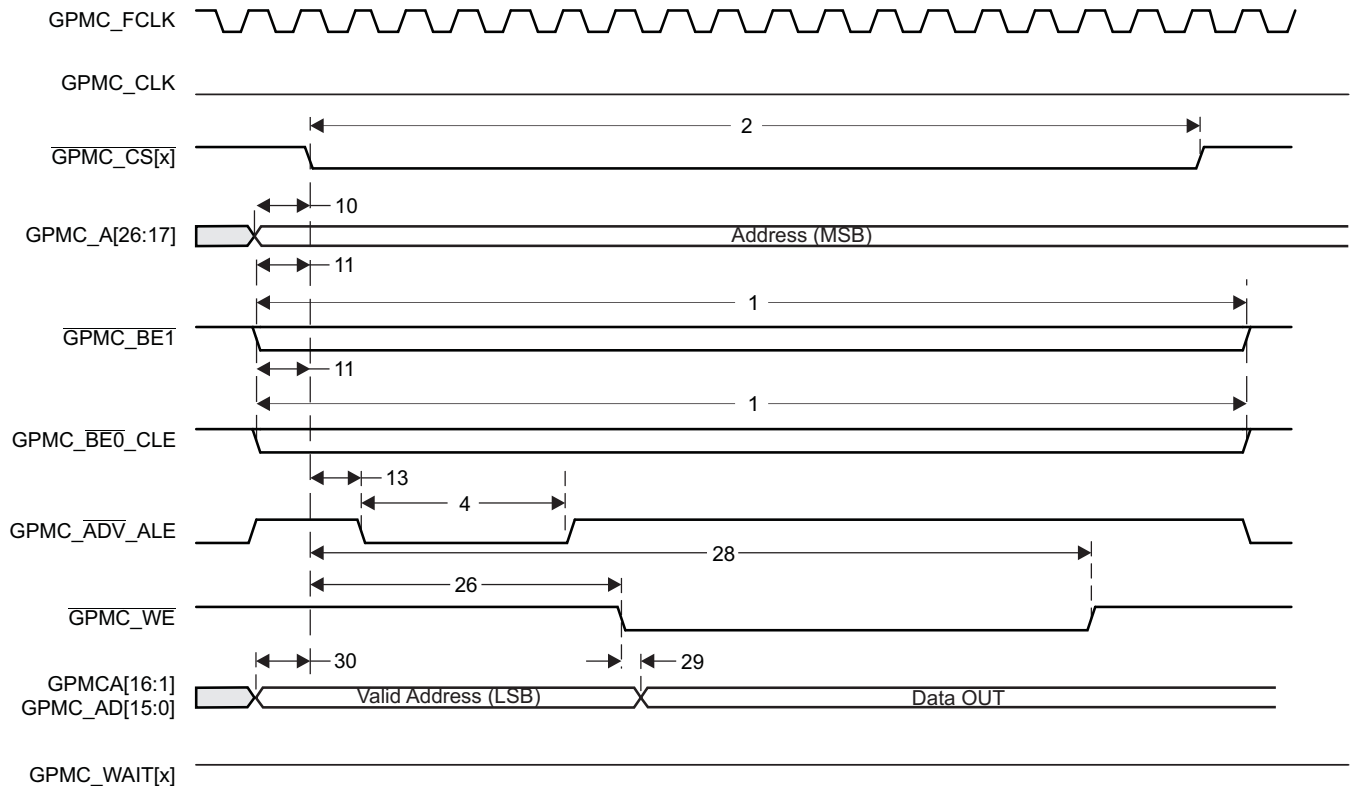 GPMC_FCLK
GPMC_CLK
2
GPMC_CS[x]
10
GPMC_A[26:17]
Address (MSB)
11
1
GPMC_BE1
11
1
GPMC_BE0_CLE
13
4
GPMC_ADV_ALE
28
26
GPMC_WE
30
29
GPMCA[16:1]
GPMC_AD[15:0]
Valid Address (LSB)
Data OUT
GPMC_WAIT[x]